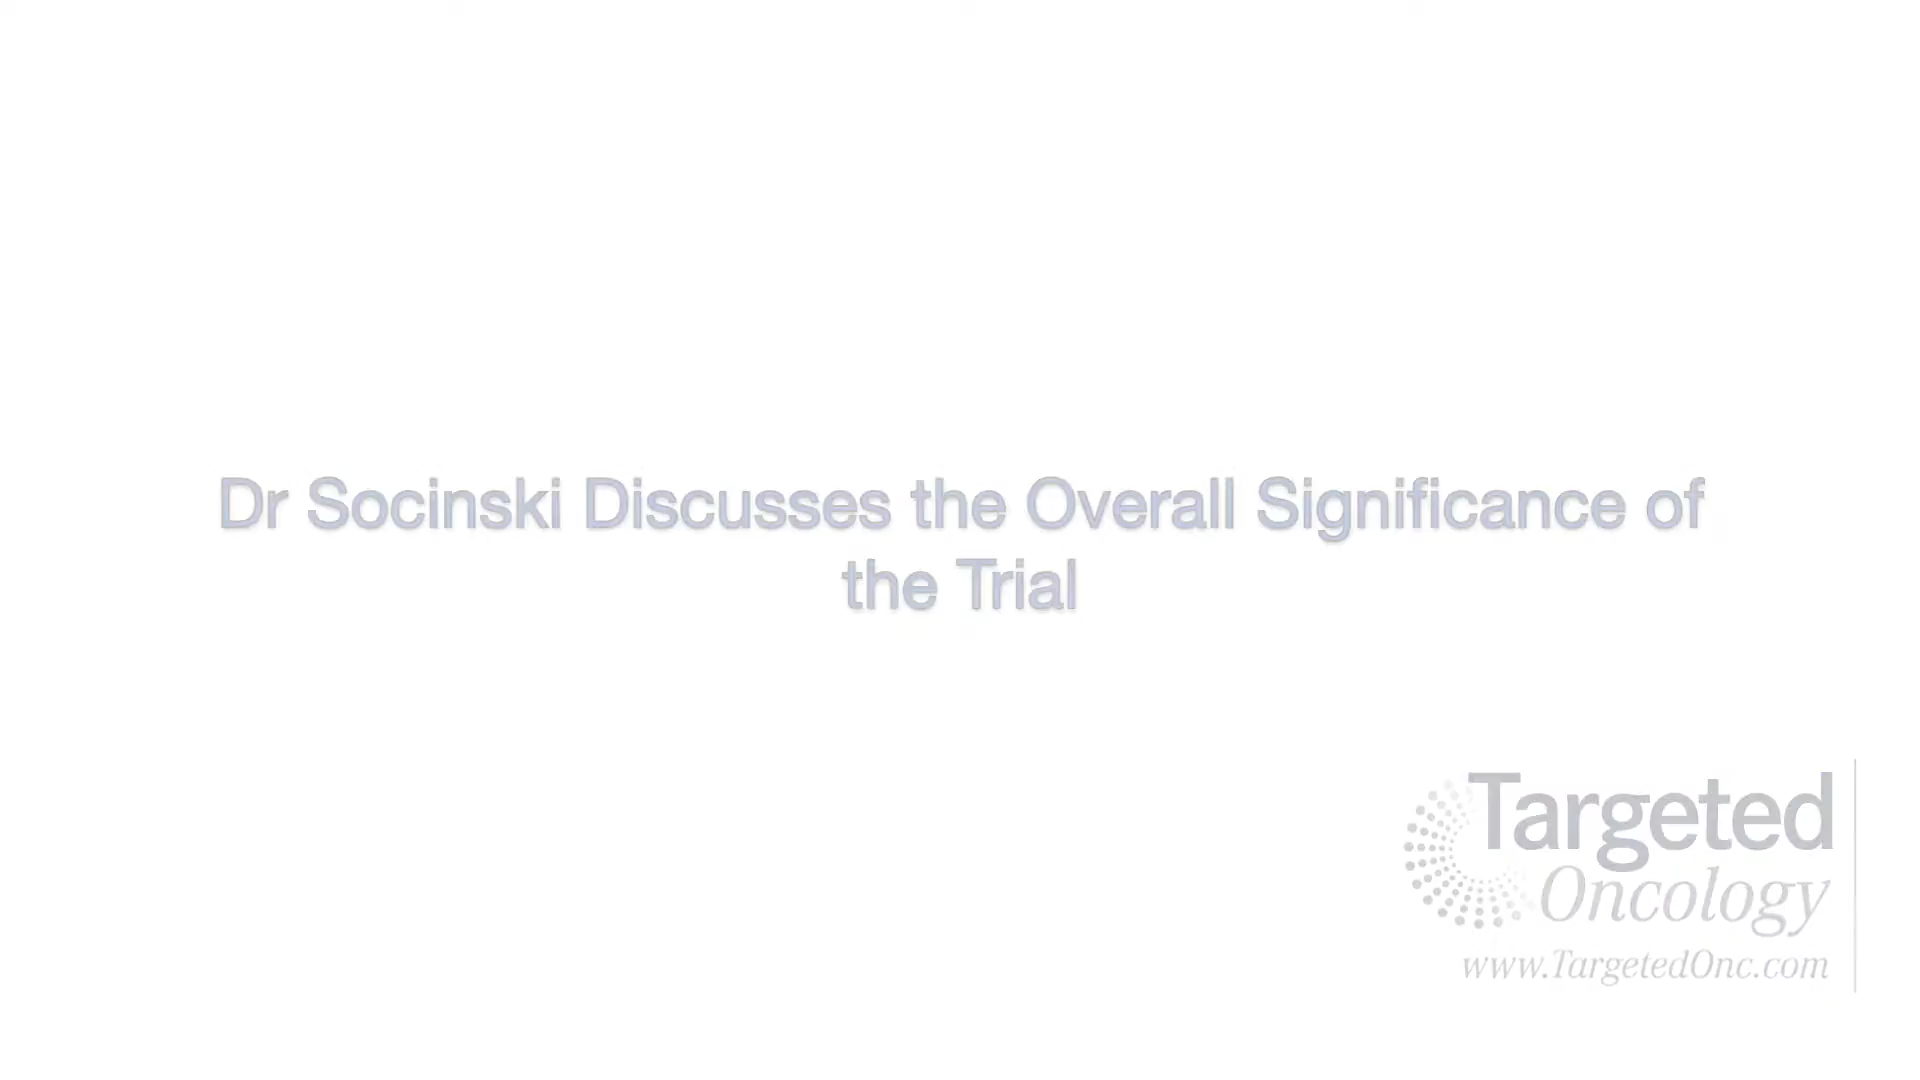 Dr Socinski Discusses the Overall Significance of
the Trial
Targeted
Oncology
www.TargetedOnc.com